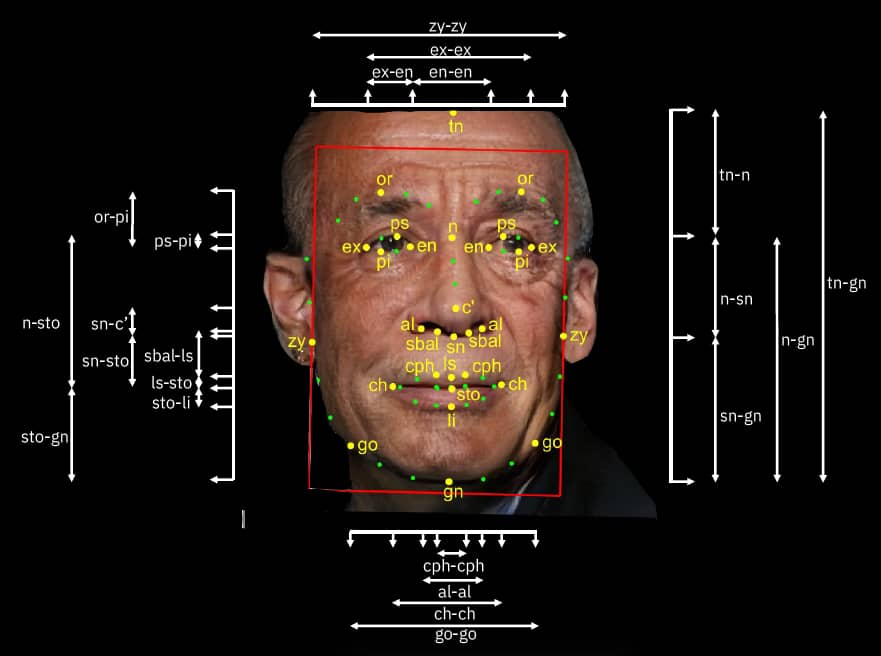 zy-zy
ex-ex
ex-en en-en
tn
or or
tn-n
or-pi
ps ps
n
ps-pi
ex en en ex
pi pi
tn-gn
n-sn
c'
n-sto
sn-c'
al al
zy zy
sbal sn sbal
n-gn
sn-sto
sbal-ls
cph ls cph
ls-sto
ch sto ch
sto-li
li
sn-gn
sto-gn
go go
gn
cph-cph
al-al
ch-ch
go-go